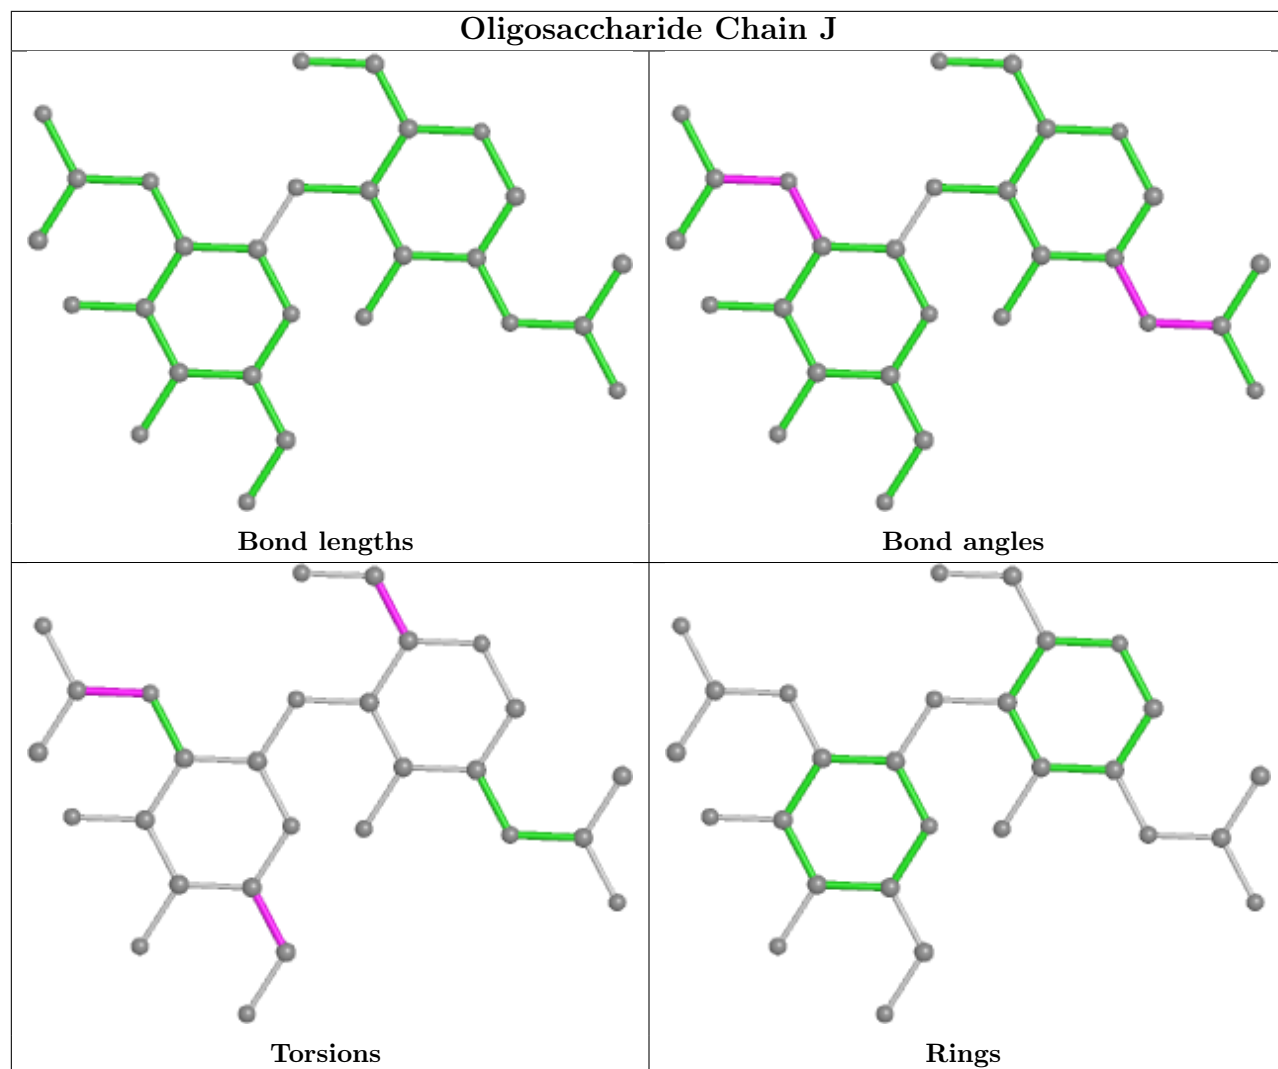 Oligosaccharide Chain J
Bond lengths
Bond angles
Torsions
Rings